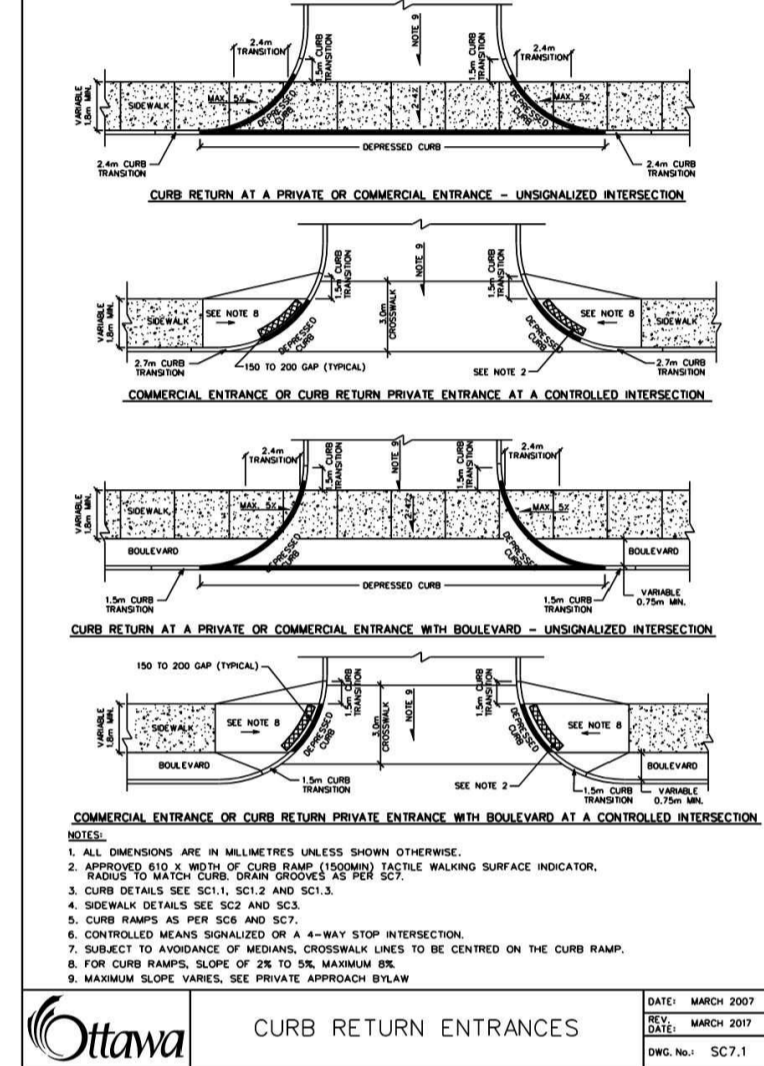 2.4m TRANSITION
1.5m CURB TRANSITION
NOTE 9
1.5m CURB TRANSITION
2.4m TRANSITION
VARIABLE 1.8m MIN.
SIDEWALK
MAX. 5%
DEPRESSED CURB
2-4%
DEPRESSED CURB
MAX. 5%
SIDEWALK
DEPRESSED CURB
2.4m CURB TRANSITION
2.4m CURB TRANSITION
CURB RETURN AT A PRIVATE OR COMMERCIAL ENTRANCE - UNSIGNALIZED INTERSECTION
1.5m CURB TRANSITION
NOTE 9
1.5m CURB TRANSITION
VARIABLE 1.8m MIN.
SIDEWALK
SEE NOTE 8
DEPRESSED CURB
3.0m CROSSWALK
DEPRESSED CURB
SEE NOTE 8
SIDEWALK
2.7m CURB TRANSITION
150 TO 200 GAP (TYPICAL)
SEE NOTE 2
2.7m CURB TRANSITION
COMMERCIAL ENTRANCE OR CURB RETURN PRIVATE ENTRANCE AT A CONTROLLED INTERSECTION
2.4m TRANSITION
1.5m CURB TRANSITION
NOTE 9
1.5m CURB TRANSITION
2.4m TRANSITION
VARIABLE 1.8m MIN.
SIDEWALK
MAX. 5%
2-4%
MAX. 5%
SIDEWALK
BOULEVARD
DEPRESSED CURB
DEPRESSED CURB
BOULEVARD
DEPRESSED CURB
1.5m CURB TRANSITION
1.5m CURB TRANSITION
VARIABLE 0.75m MIN.
CURB RETURN AT A PRIVATE OR COMMERCIAL ENTRANCE WITH BOULEVARD - UNSIGNALIZED INTERSECTION
150 TO 200 GAP (TYPICAL)
1.5m CURB TRANSITION
NOTE 9
1.5m CURB TRANSITION
VARIABLE 1.8m MIN.
SIDEWALK
SEE NOTE 8
DEPRESSED CURB
3.0m CROSSWALK
DEPRESSED CURB
SEE NOTE 8
SIDEWALK
BOULEVARD
BOULEVARD
1.5m CURB TRANSITION
SEE NOTE 2
1.5m CURB TRANSITION
VARIABLE 0.75m MIN.
COMMERCIAL ENTRANCE OR CURB RETURN PRIVATE ENTRANCE WITH BOULEVARD AT A CONTROLLED INTERSECTION
NOTES:
1. ALL DIMENSIONS ARE IN MILLIMETRES UNLESS SHOWN OTHERWISE.
2. APPROVED 610 X WIDTH OF CURB RAMP (1500MIN) TACTILE WALKING SURFACE INDICATOR,
RADIUS TO MATCH CURB. DRAIN GROOVES AS PER SC7.
3. CURB DETAILS SEE SC1.1, SC1.2 AND SC1.3.
4. SIDEWALK DETAILS SEE SC2 AND SC3.
5. CURB RAMPS AS PER SC6 AND SC7.
6. CONTROLLED MEANS SIGNALIZED OR A 4-WAY STOP INTERSECTION.
7. SUBJECT TO AVOIDANCE OF MEDIANS, CROSSWALK LINES TO BE CENTRED ON THE CURB RAMP.
8. FOR CURB RAMPS, SLOPE OF 2% TO 5%, MAXIMUM 8%.
9. MAXIMUM SLOPE VARIES, SEE PRIVATE APPROACH BYLAW
Ottawa
CURB RETURN ENTRANCES
DATE: MARCH 2007
REV. DATE: MARCH 2017
DWG. No.: SC7.1